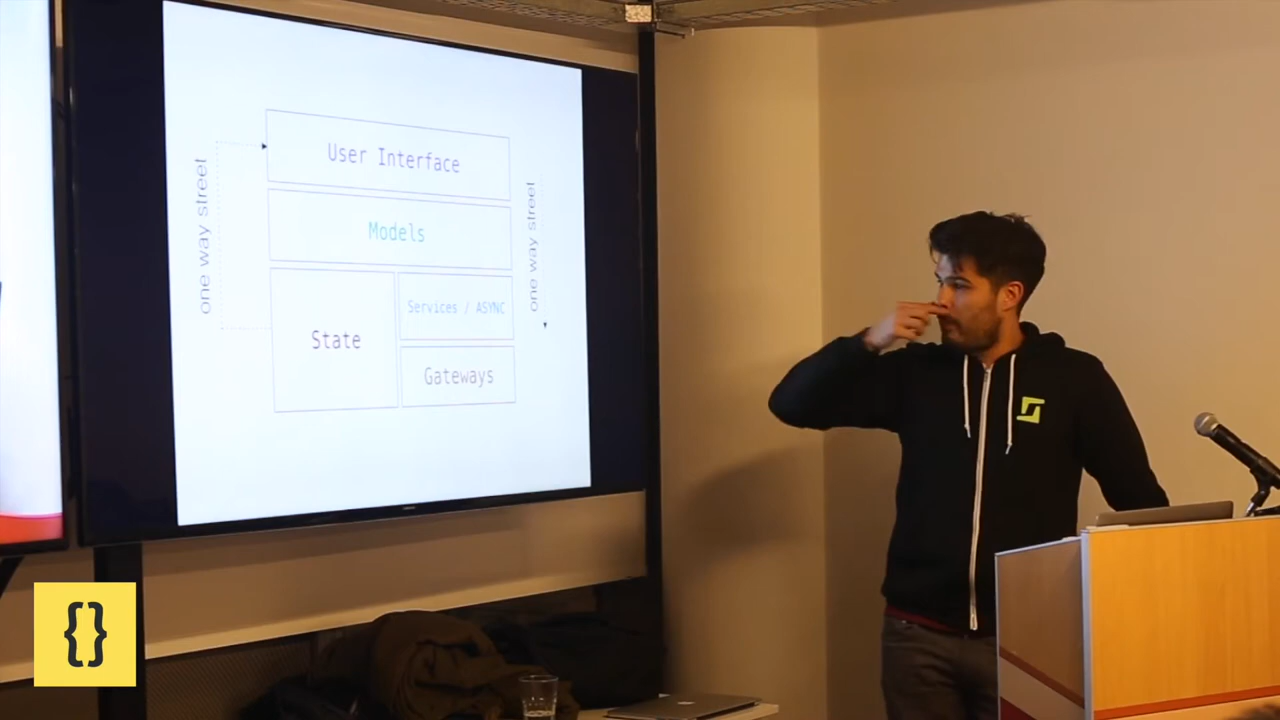 User Interface
one way street
one way street
Models
Services / ASYNC
State
Gateways
{}